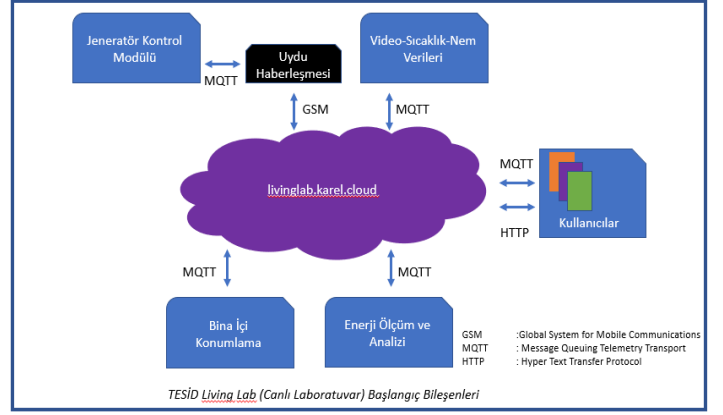 Jeneratör Kontrol
Modülü
MQTT
Uydu
Haberleşmesi
Video-Sıcaklık-Nem
Verileri
GSM
MQTT
livinglab.karel.cloud
MQTT
HTTP
Kullanıcılar
MQTT
MQTT
Bina İçi
Konumlama
Enerji Ölçüm ve
Analizi
GSM :Global System for Mobile Communications
MQTT : Message Queuing Telemetry Transport
HTTP : Hyper Text Transfer Protocol
TESİD Living Lab (Canlı Laboratuvar) Başlangıç Bileşenleri